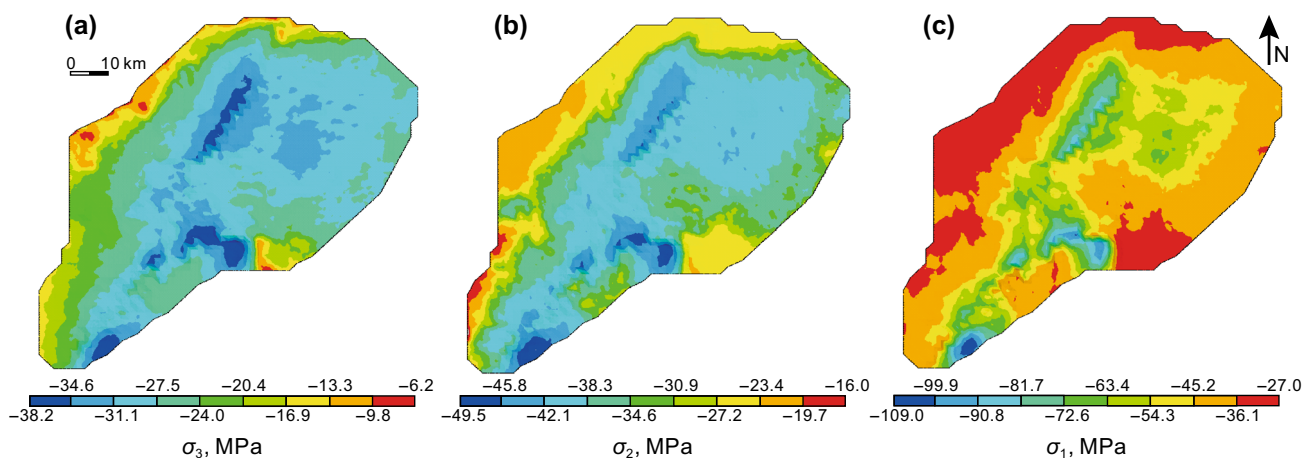 (a)
(b)
(c)
0 10 km
N
–34.6 –27.5 –20.4 –13.3 –6.2
–38.2 –31.1 –24.0 –16.9 –9.8
σ3, MPa
–45.8 –38.3 –30.9 –23.4 –16.0
–49.5 –42.1 –34.6 –27.2 –19.7
σ2, MPa
–99.9 –81.7 –63.4 –45.2 –27.0
–109.0 –90.8 –72.6 –54.3 –36.1
σ1, MPa